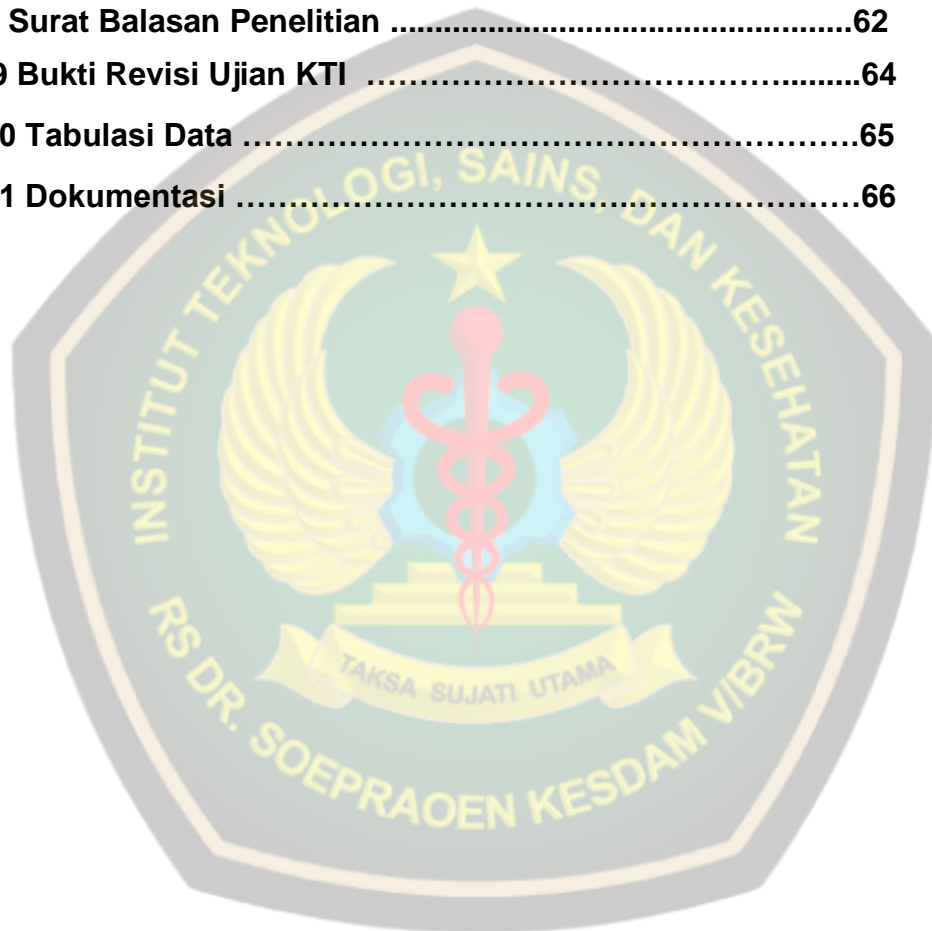 Surat Balasan Penelitian ....................................................62
9 Bukti Revisi Ujian KTI ………………………………….........64
0 Tabulasi Data ………………………………………………….65
1 Dokumentasi ……………………………………………………66
INSTITUT TEKNOLOGI, SAINS, DAN KESEHATAN
TAKSA SUJATI UTAMA
RS DR. SOEPRAOEN KESDAM V/BRW